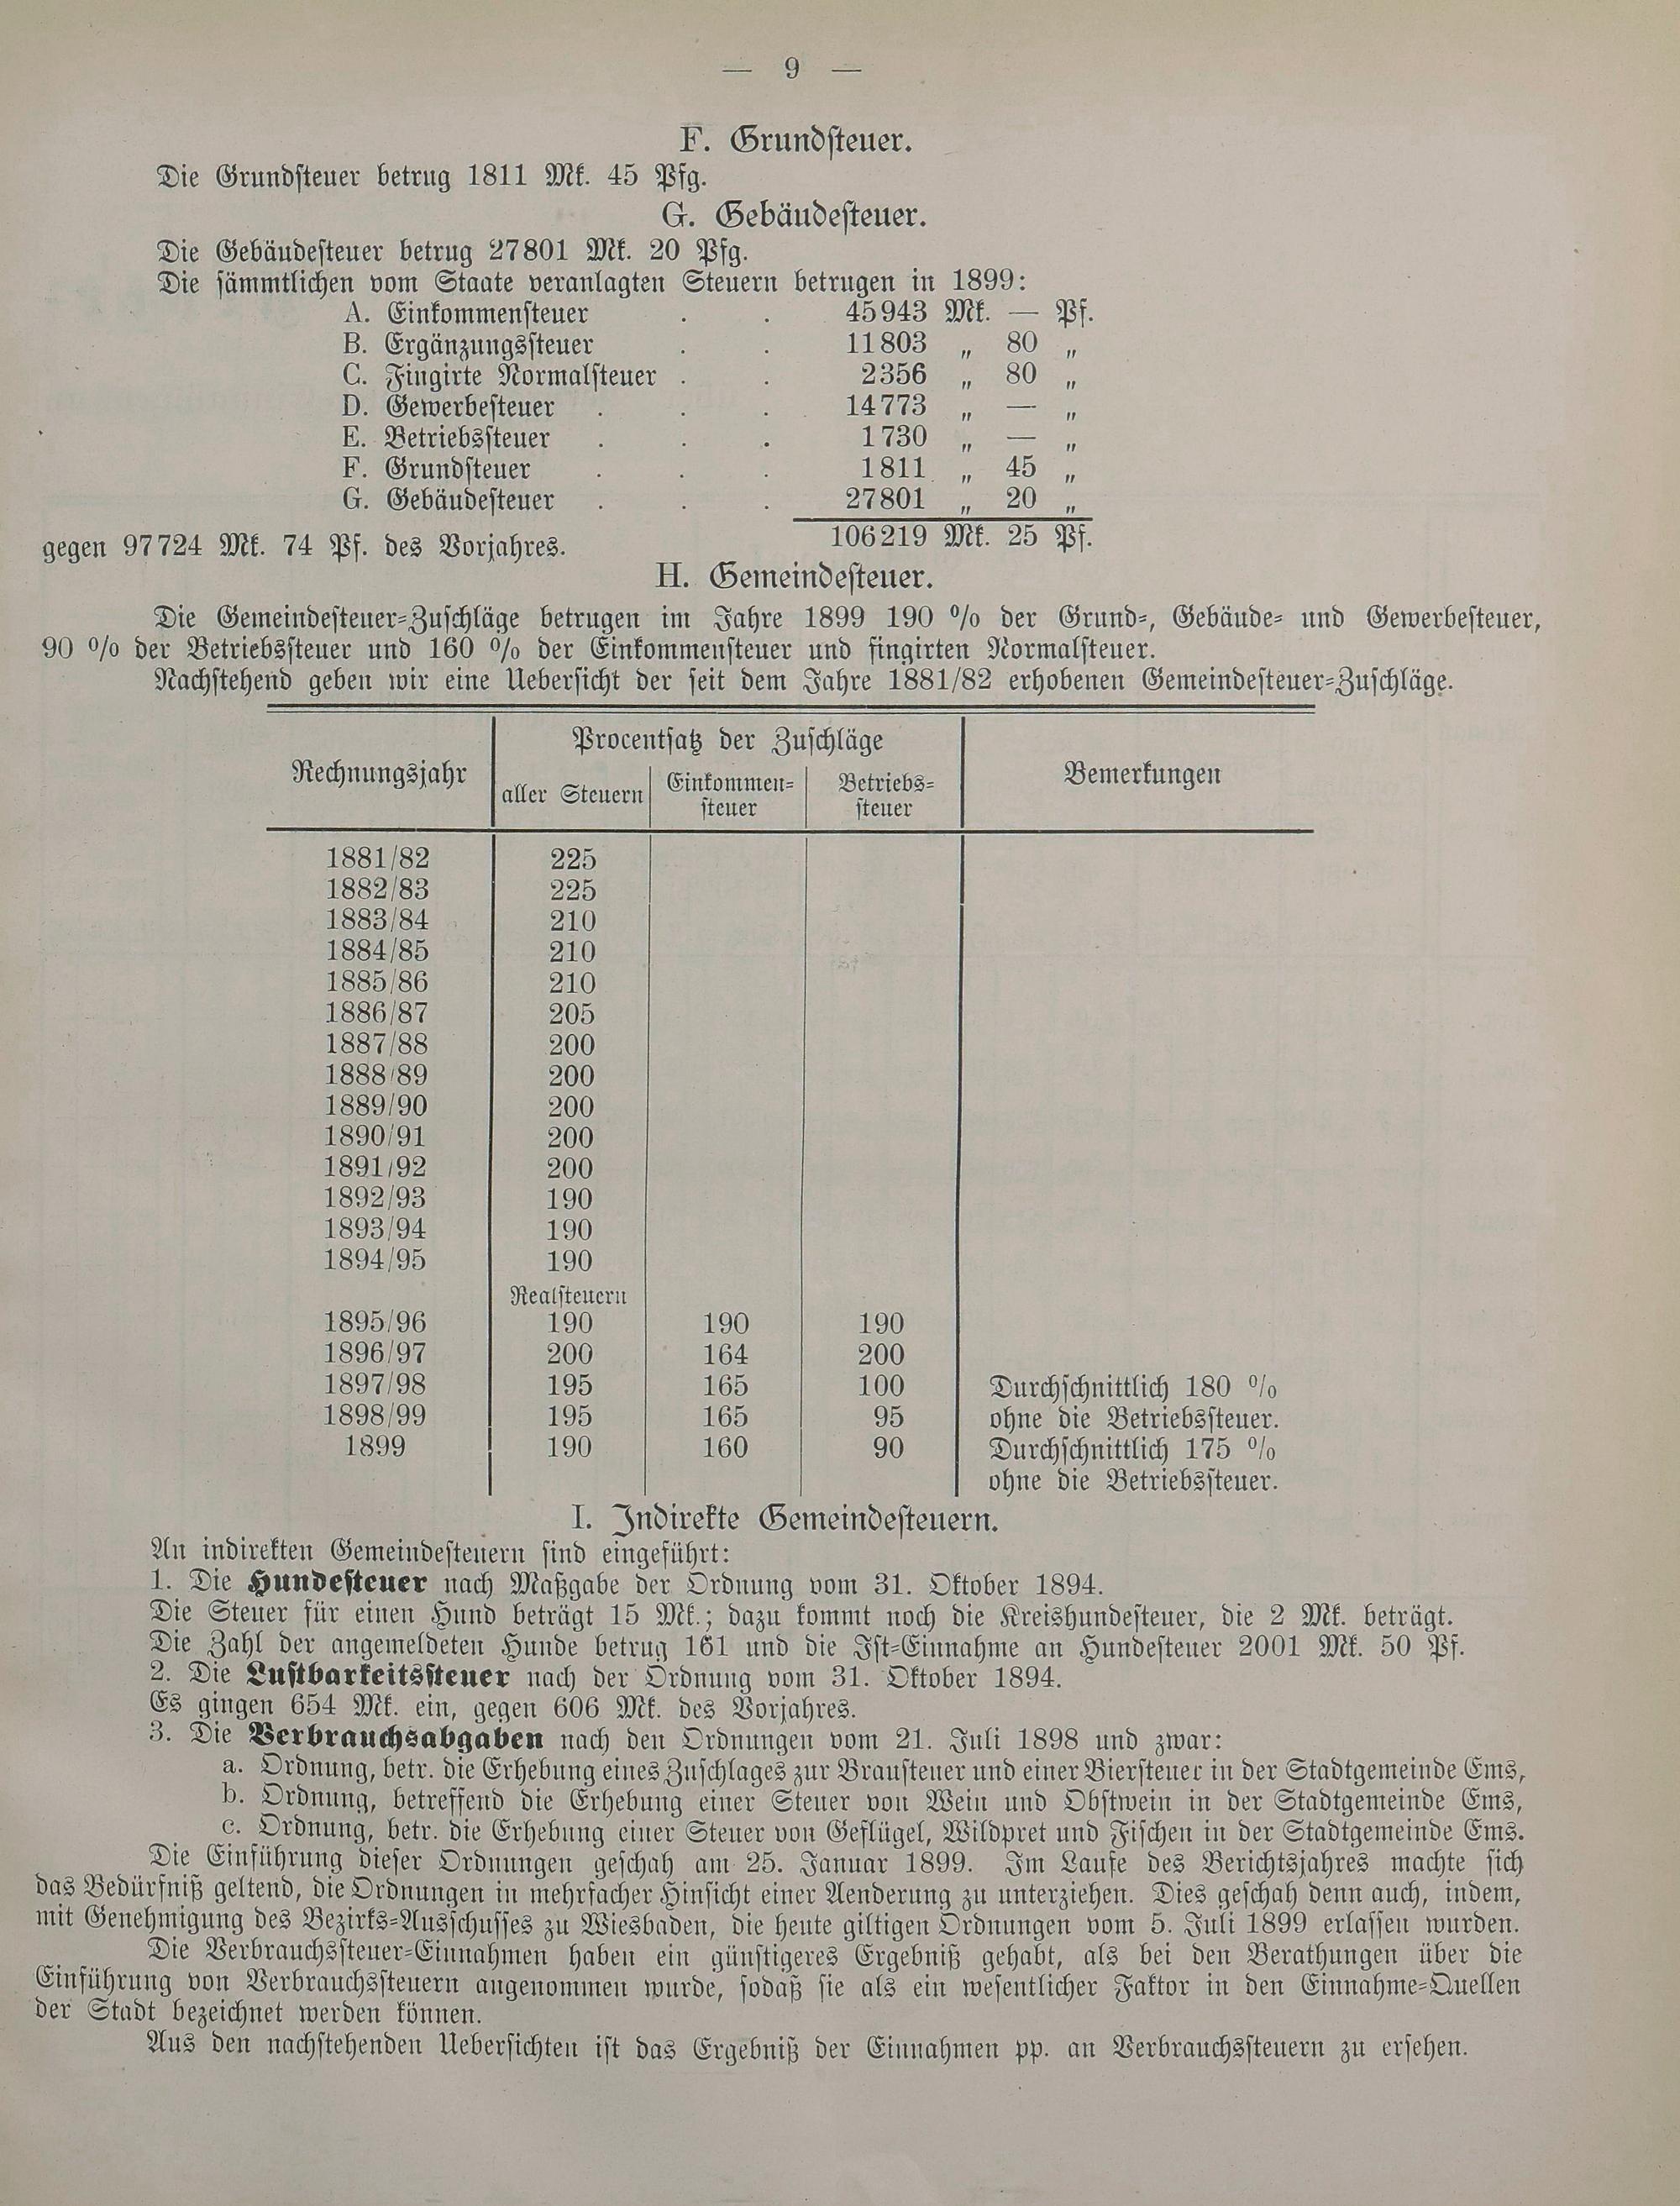 — 9 —
F. Grundsteuer.
Die Grundsteuer betrug 1811 Mk. 45 Pfg.
G. Gebäudesteuer.
Die Gebäudesteuer betrug 27801 Mk. 20 Pfg.
Die sämmtlichen vom Staate veranlagten Steuern betrugen in 1899:
A. Einkommensteuer . . 45943 Mk. — Pf.
B. Ergänzungssteuer . . 11803 „ 80 „
C. Fingirte Normalsteuer . . 2356 „ 80 „
D. Gewerbesteuer . . . 14773 „ — „
E. Betriebssteuer . . . 1730 „ — „
F. Grundsteuer . . . 1811 „ 45 „
G. Gebäudesteuer . . . 27801 „ 20 „
106219 Mk. 25 Pf.
gegen 97724 Mk. 74 Pf. des Vorjahres.
H. Gemeindesteuer.
Die Gemeindesteuer-Zuschläge betrugen im Jahre 1899 190 % der Grund-, Gebäude- und Gewerbesteuer,
90 % der Betriebssteuer und 160 % der Einkommensteuer und fingirten Normalsteuer.
Nachstehend geben wir eine Uebersicht der seit dem Jahre 1881/82 erhobenen Gemeindesteuer-Zuschläge.
Rechnungsjahr
Procentsatz der Zuschläge
aller Steuern
Einkommen-
steuer
Betriebs-
steuer
Bemerkungen
1881/82 225
1882/83 225
1883/84 210
1884/85 210
1885/86 210
1886/87 205
1887/88 200
1888/89 200
1889/90 200
1890/91 200
1891/92 200
1892/93 190
1893/94 190
1894/95 190
Realsteuern
1895/96 190 190 190
1896/97 200 164 200
1897/98 195 165 100 Durchschnittlich 180 %
1898/99 195 165 95 ohne die Betriebssteuer.
1899 190 160 90 Durchschnittlich 175 %
ohne die Betriebssteuer.
I. Indirekte Gemeindesteuern.
An indirekten Gemeindesteuern sind eingeführt:
1. Die Hundesteuer nach Maßgabe der Ordnung vom 31. Oktober 1894.
Die Steuer für einen Hund beträgt 15 Mk.; dazu kommt noch die Kreishundesteuer, die 2 Mk. beträgt.
Die Zahl der angemeldeten Hunde betrug 161 und die Ist-Einnahme an Hundesteuer 2001 Mk. 50 Pf.
2. Die Lustbarkeitssteuer nach der Ordnung vom 31. Oktober 1894.
Es gingen 654 Mk. ein, gegen 606 Mk. des Vorjahres.
3. Die Verbrauchsabgaben nach den Ordnungen vom 21. Juli 1898 und zwar:
a. Ordnung, betr. die Erhebung eines Zuschlages zur Brausteuer und einer Biersteuer in der Stadtgemeinde Ems,
b. Ordnung, betreffend die Erhebung einer Steuer von Wein und Obstwein in der Stadtgemeinde Ems,
c. Ordnung, betr. die Erhebung einer Steuer von Geflügel, Wildpret und Fischen in der Stadtgemeinde Ems.
Die Einführung dieser Ordnungen geschah am 25. Januar 1899. Im Laufe des Berichtsjahres machte sich
das Bedürfniß geltend, die Ordnungen in mehrfacher Hinsicht einer Aenderung zu unterziehen. Dies geschah denn auch, indem,
mit Genehmigung des Bezirks-Ausschusses zu Wiesbaden, die heute giltigen Ordnungen vom 5. Juli 1899 erlassen wurden.
Die Verbrauchssteuer-Einnahmen haben ein günstigeres Ergebniß gehabt, als bei den Berathungen über die
Einführung von Verbrauchssteuern angenommen wurde, sodaß sie als ein wesentlicher Faktor in den Einnahme-Quellen
der Stadt bezeichnet werden können.
Aus den nachstehenden Uebersichten ist das Ergebniß der Einnahmen pp. an Verbrauchssteuern zu ersehen.